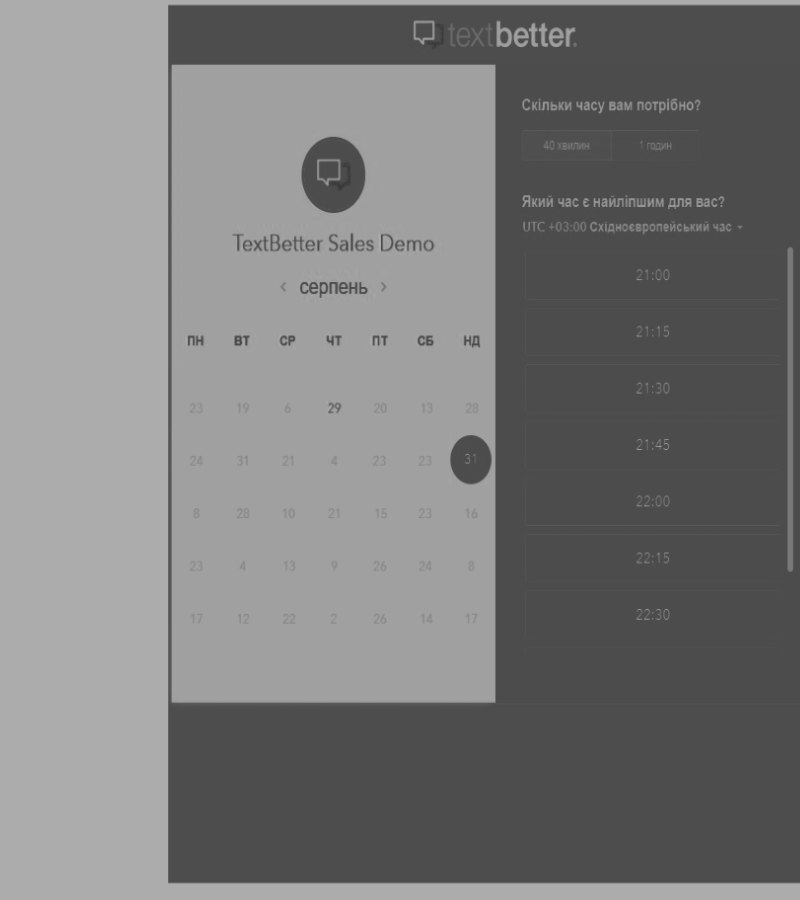 textbetter.
TextBetter Sales Demo
‹ серпень ›
ПН ВТ СР ЧТ ПТ СБ НД
23 19 6 29 20 13 28
24 31 21 4 23 23 31
8 28 10 21 15 23 16
23 4 13 9 26 24 8
17 12 22 2 26 14 17
Скільки часу вам потрібно?
40 хвилин 1 годин
Який час є найліпшим для вас?
UTC +03:00 Східноєвропейський час
21:00
21:15
21:30
21:45
22:00
22:15
22:30